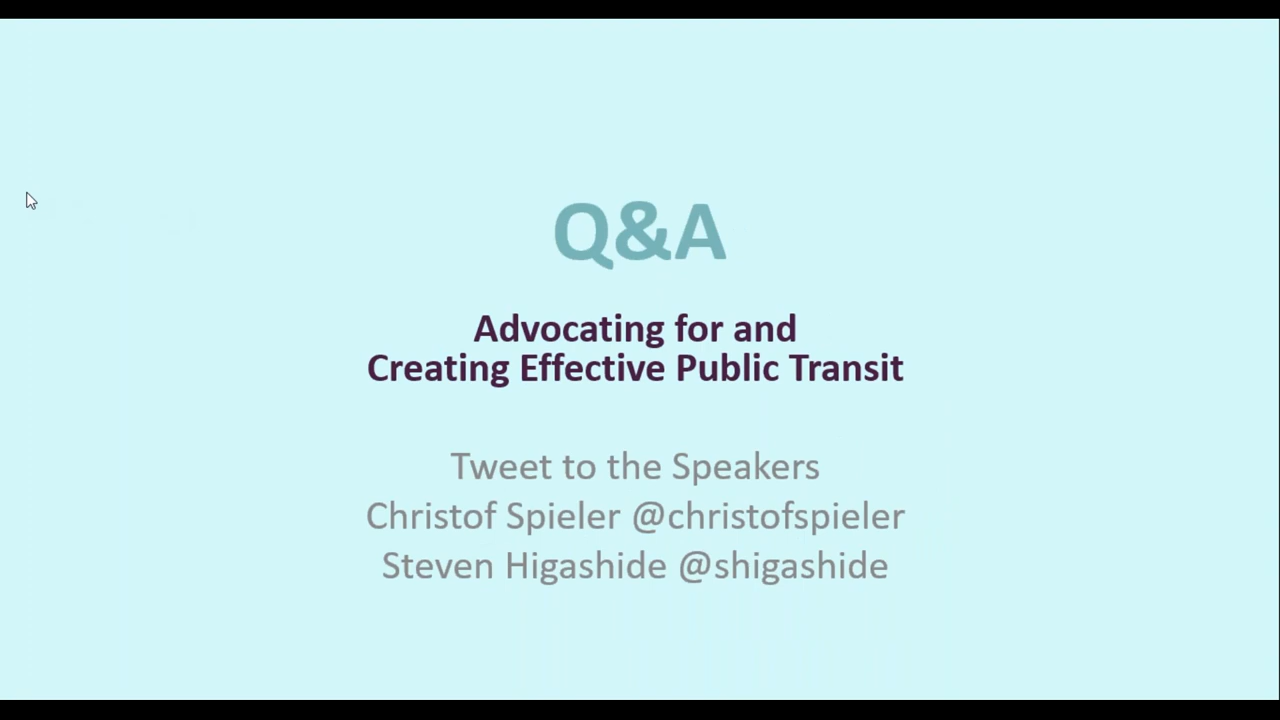 Q&A
Advocating for and
Creating Effective Public Transit
Tweet to the Speakers
Christof Spieler @christofspieler
Steven Higashide @shigashide